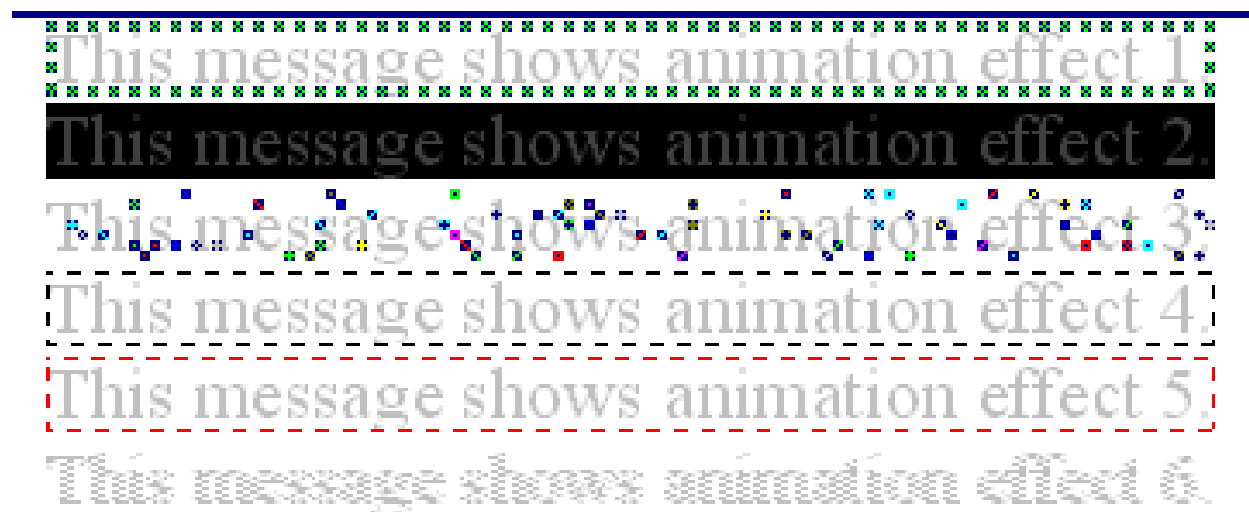 This message shows animation effect 1.
This message shows animation effect 2.
This message shows animation effect 3.
This message shows animation effect 4.
This message shows animation effect 5.
This message shows animation effect 6.